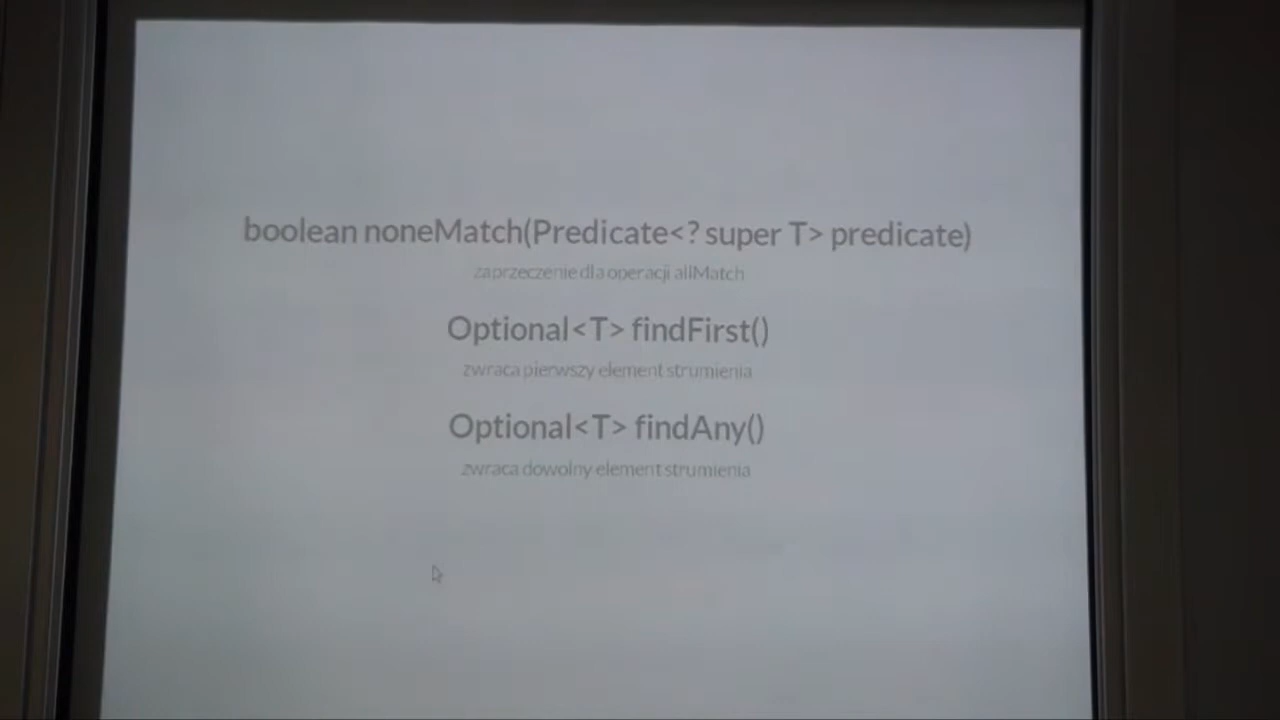 boolean noneMatch(Predicate<? super T> predicate)
zaprzeczenie dla operacji allMatch
Optional<T> findFirst()
zwraca pierwszy element strumienia
Optional<T> findAny()
zwraca dowolny element strumienia